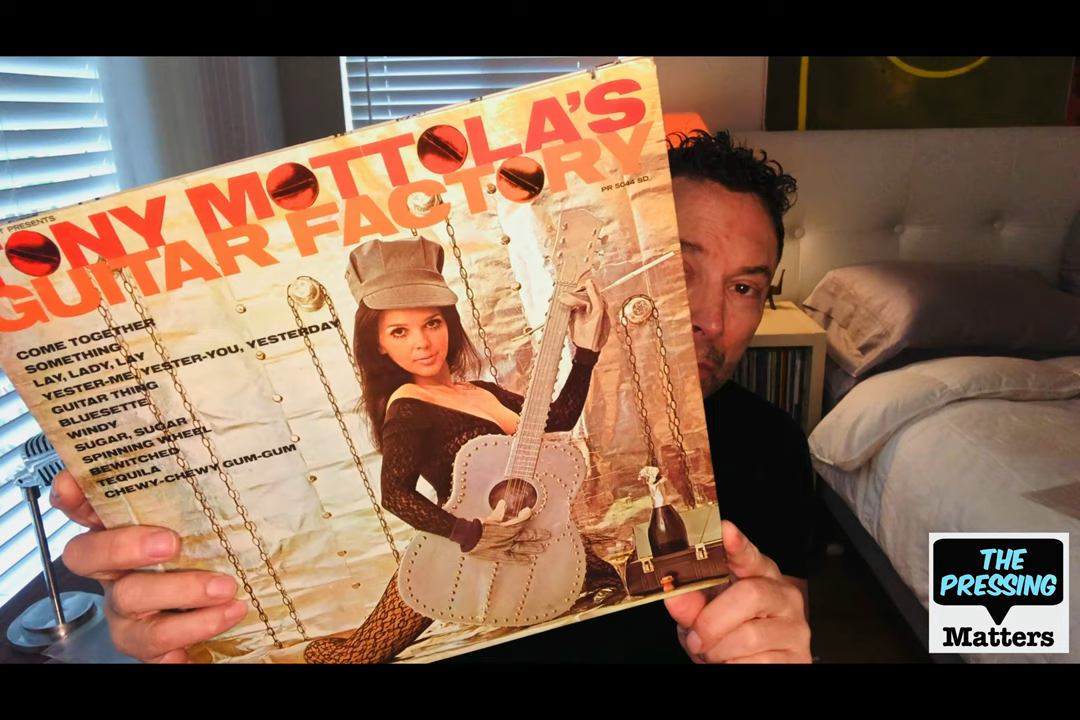 PRESENTS
TONY MOTTOLA'S
GUITAR FACTORY
PR 5044 SD
COME TOGETHER
SOMETHING
LAY, LADY, LAY
YESTER-ME, YESTER-YOU, YESTERDAY
GUITAR THING
BLUESETTE
WINDY
SUGAR, SUGAR
SPINNING WHEEL
BEWITCHED
TEQUILA
CHEWY-CHEWY GUM-GUM
THE
PRESSING
Matters